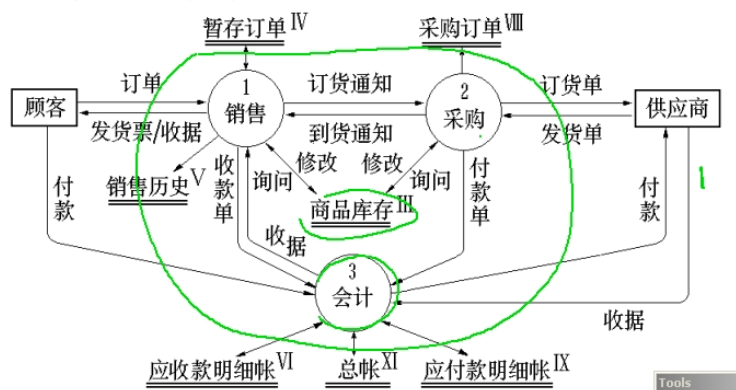 暂存订单IV
采购订单VIII
顾客
订单
1
销售
订货通知
2
采购
订货单
供应商
发货票/收据
到货通知
发货单
销售历史V
付款
收款单
询问
修改
修改
询问
付款单
付款
商品库存III
收据
3
会计
收据
应收款明细帐VI
总帐XI
应付款明细帐IX
1
Tools